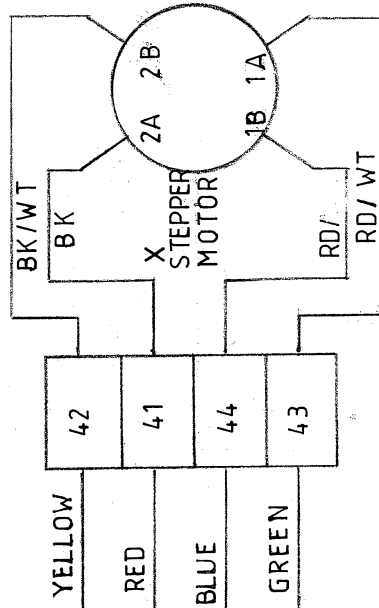 2B
1A
2A
1B
BK/WT
BK
X
STEPPER
MOTOR
RD/
RD/WT
42
41
44
43
YELLOW
RED
BLUE
GREEN